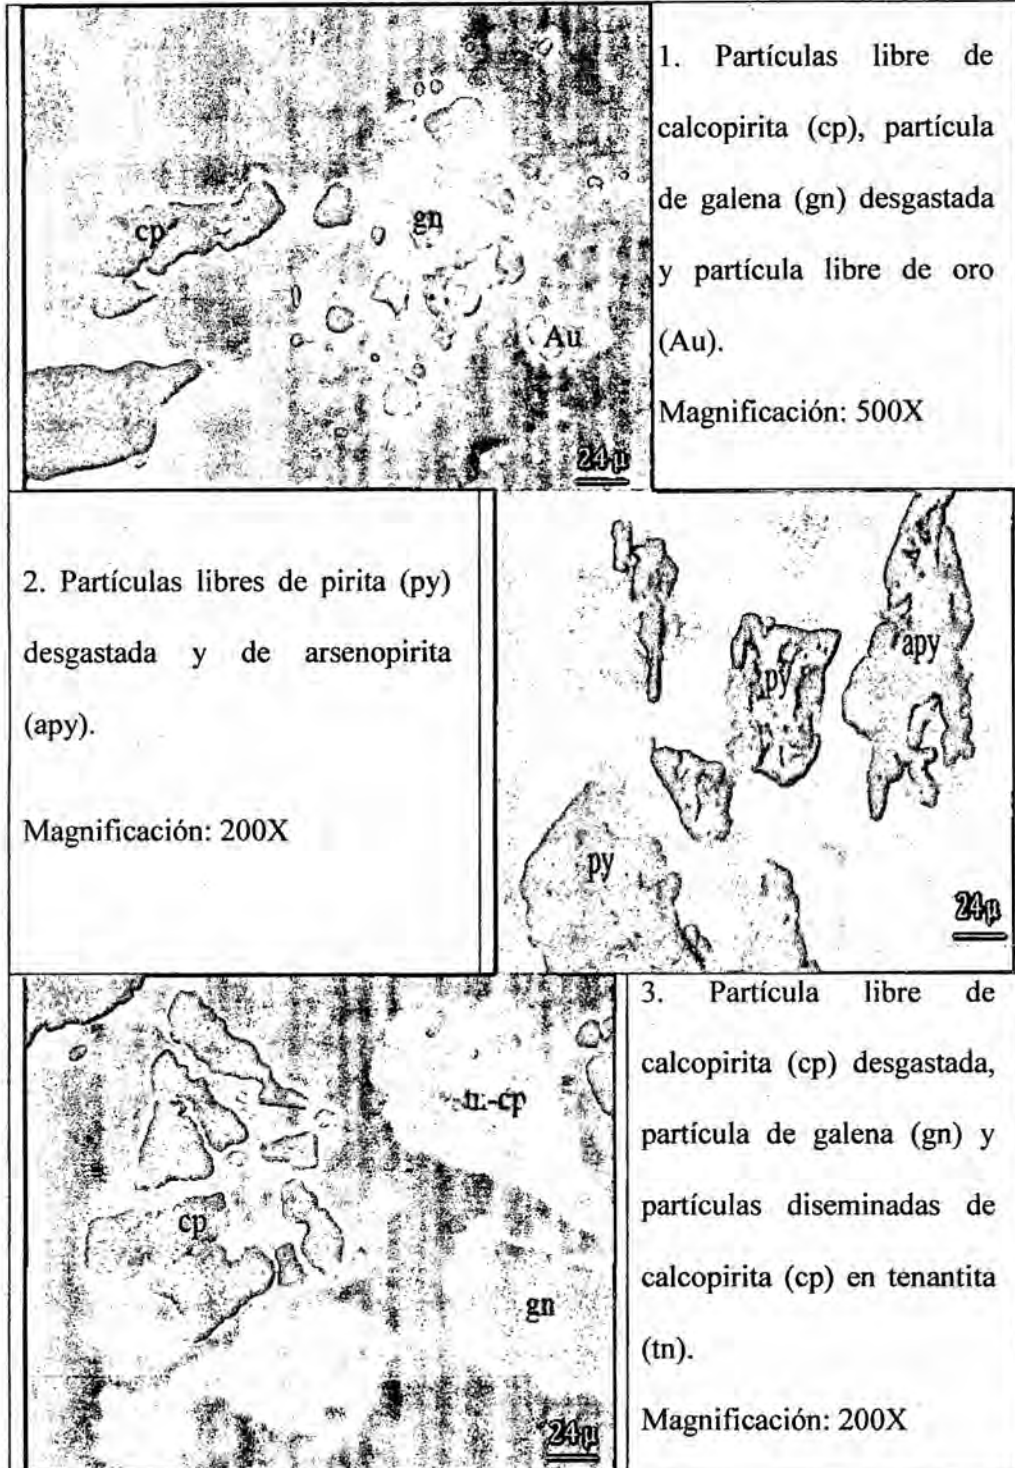 1. Partículas libre de
calcopirita (cp), partícula
de galena (gn) desgastada
y partícula libre de oro
(Au).
Magnificación: 500X
cp
gn
Au
24µ
2. Partículas libres de pirita (py)
desgastada y de arsenopirita
(apy).
Magnificación: 200X
apy
py
py
24µ
3. Partícula libre de
calcopirita (cp) desgastada,
partícula de galena (gn) y
partículas diseminadas de
calcopirita (cp) en tenantita
(tn).
Magnificación: 200X
-cp
cp
gn
24µ